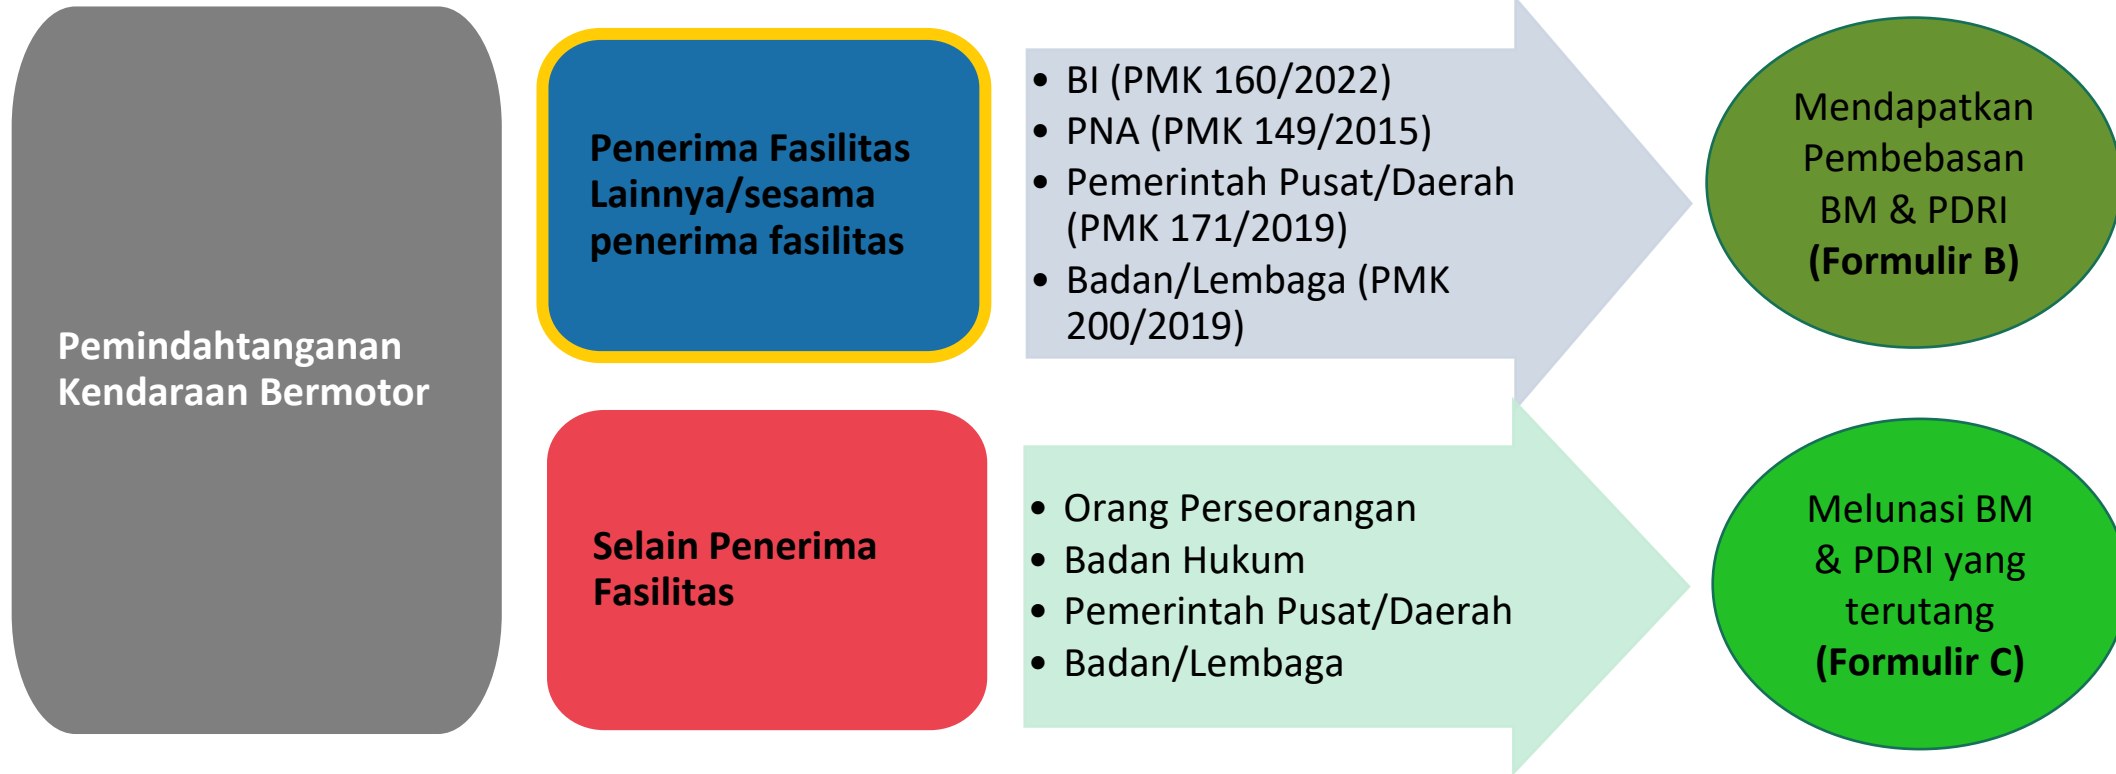 Pemindahtanganan
Kendaraan Bermotor
Penerima Fasilitas
Lainnya/sesama
penerima fasilitas
• BI (PMK 160/2022)
• PNA (PMK 149/2015)
• Pemerintah Pusat/Daerah
(PMK 171/2019)
• Badan/Lembaga (PMK
200/2019)
Mendapatkan
Pembebasan
BM & PDRI
(Formulir B)
Selain Penerima
Fasilitas
• Orang Perseorangan
• Badan Hukum
• Pemerintah Pusat/Daerah
• Badan/Lembaga
Melunasi BM
& PDRI yang
terutang
(Formulir C)